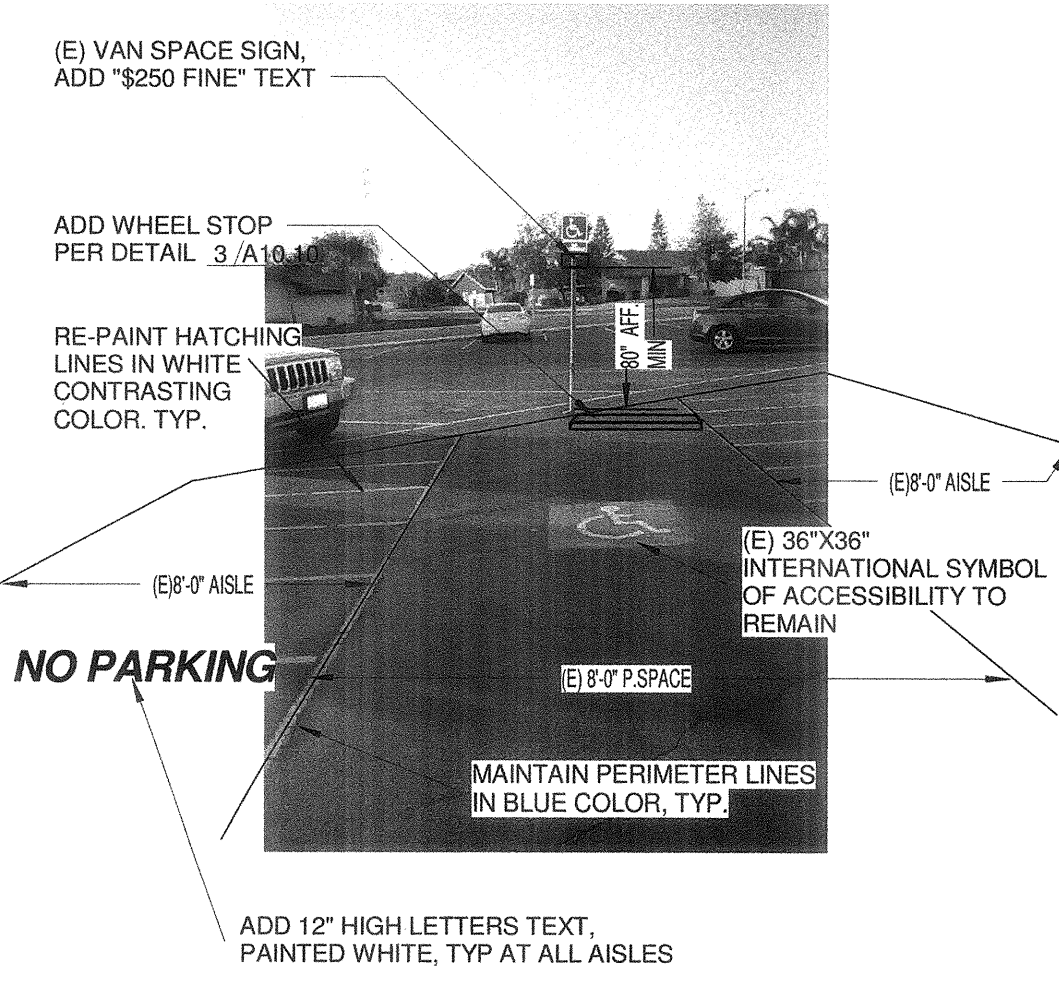 (E) VAN SPACE SIGN,
ADD "$250 FINE" TEXT
ADD WHEEL STOP
PER DETAIL 3 /A10.10
RE-PAINT HATCHING
LINES IN WHITE
CONTRASTING
COLOR. TYP.
80" AFF.
MIN
(E)8'-0" AISLE
(E) 36"X36"
INTERNATIONAL SYMBOL
OF ACCESSIBILITY TO
REMAIN
(E)8'-0" AISLE
NO PARKING
(E) 8'-0" P.SPACE
MAINTAIN PERIMETER LINES
IN BLUE COLOR, TYP.
ADD 12" HIGH LETTERS TEXT,
PAINTED WHITE, TYP AT ALL AISLES